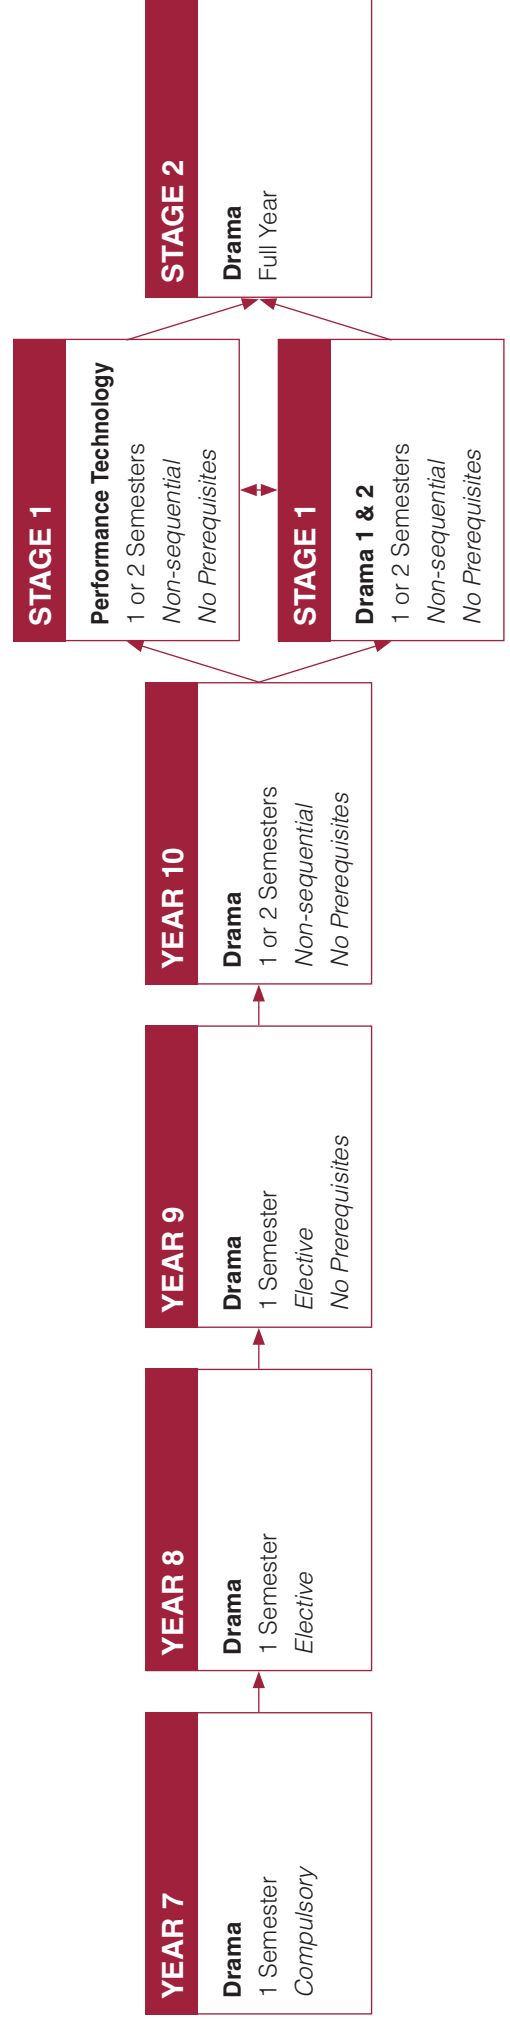 YEAR 7
Drama
1 Semester
Compulsory
YEAR 8
Drama
1 Semester
Elective
YEAR 9
Drama
1 Semester
Elective
No Prerequisites
YEAR 10
Drama
1 or 2 Semesters
Non-sequential
No Prerequisites
STAGE 1
Performance Technology
1 or 2 Semesters
Non-sequential
No Prerequisites
STAGE 1
Drama 1 & 2
1 or 2 Semesters
Non-sequential
No Prerequisites
STAGE 2
Drama
Full Year